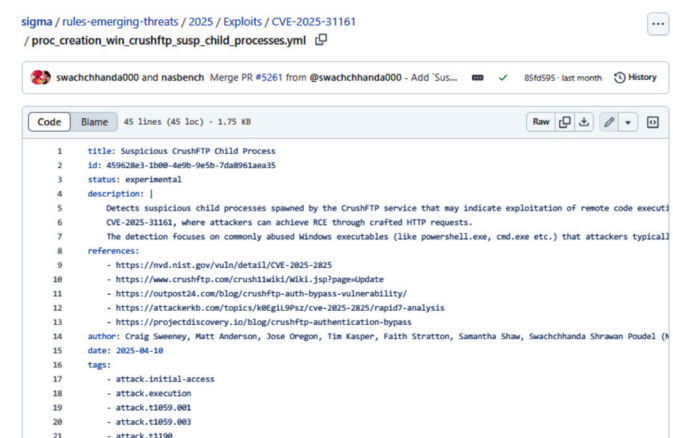 sigma / rules-emerging-threats / 2025 / Exploits / CVE-2025-31161
/ proc_creation_win_crushftp_susp_child_processes.yml
swachchhanda000 and nasbench Merge PR #5261 from @swachchhanda000 - Add `Sus... 85fd595 · last month History
Code Blame 45 lines (45 loc) · 1.75 KB Raw
1 title: Suspicious CrushFTP Child Process
2 id: 459628e3-1b00-4e9b-9e5b-7da8961aea35
3 status: experimental
4 description: |
5 Detects suspicious child processes spawned by the CrushFTP service that may indicate exploitation of remote code executi
6 CVE-2025-31161, where attackers can achieve RCE through crafted HTTP requests.
7 The detection focuses on commonly abused Windows executables (like powershell.exe, cmd.exe etc.) that attackers typicall
8 references:
9 - https://nvd.nist.gov/vuln/detail/CVE-2025-2825
10 - https://www.crushftp.com/crush11wiki/Wiki.jsp?page=Update
11 - https://outpost24.com/blog/crushftp-auth-bypass-vulnerability/
12 - https://attackerkb.com/topics/k0EgiL9Psz/cve-2025-2825/rapid7-analysis
13 - https://projectdiscovery.io/blog/crushftp-authentication-bypass
14 author: Craig Sweeney, Matt Anderson, Jose Oregon, Tim Kasper, Faith Stratton, Samantha Shaw, Swachchhanda Shrawan Poudel (N
15 date: 2025-04-10
16 tags:
17 - attack.initial-access
18 - attack.execution
19 - attack.t1059.001
20 - attack.t1059.003
21 - attack.t1190